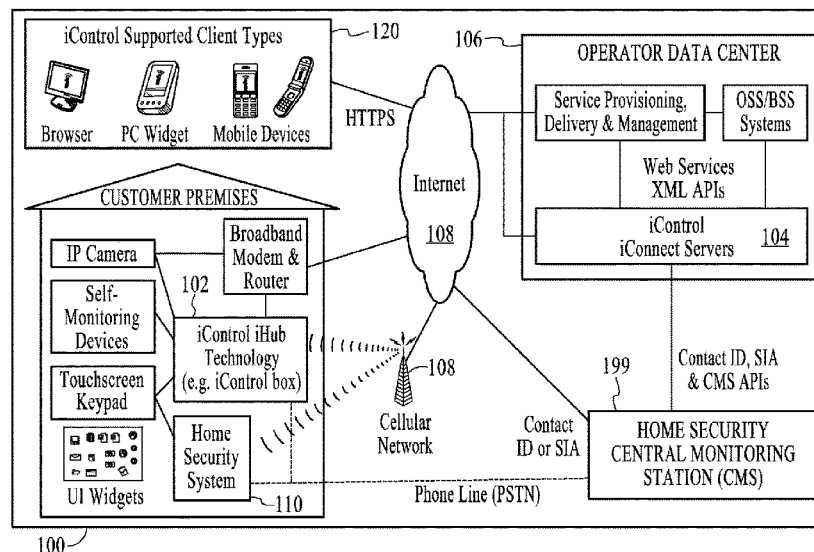 iControl Supported Client Types
120
Browser
PC Widget
Mobile Devices
HTTPS
106
OPERATOR DATA CENTER
Service Provisioning,
Delivery & Management
OSS/BSS
Systems
Web Services
XML APIs
iControl
iConnect Servers
104
Internet
108
CUSTOMER PREMISES
IP Camera
Broadband
Modem &
Router
102
Self-
Monitoring
Devices
iControl iHub
Technology
(e.g. iControl box)
Touchscreen
Keypad
Home
Security
System
UI Widgets
110
108
Cellular
Network
Contact
ID or SIA
Contact ID, SIA
& CMS APIs
199
HOME SECURITY
CENTRAL MONITORING
STATION (CMS)
Phone Line (PSTN)
100